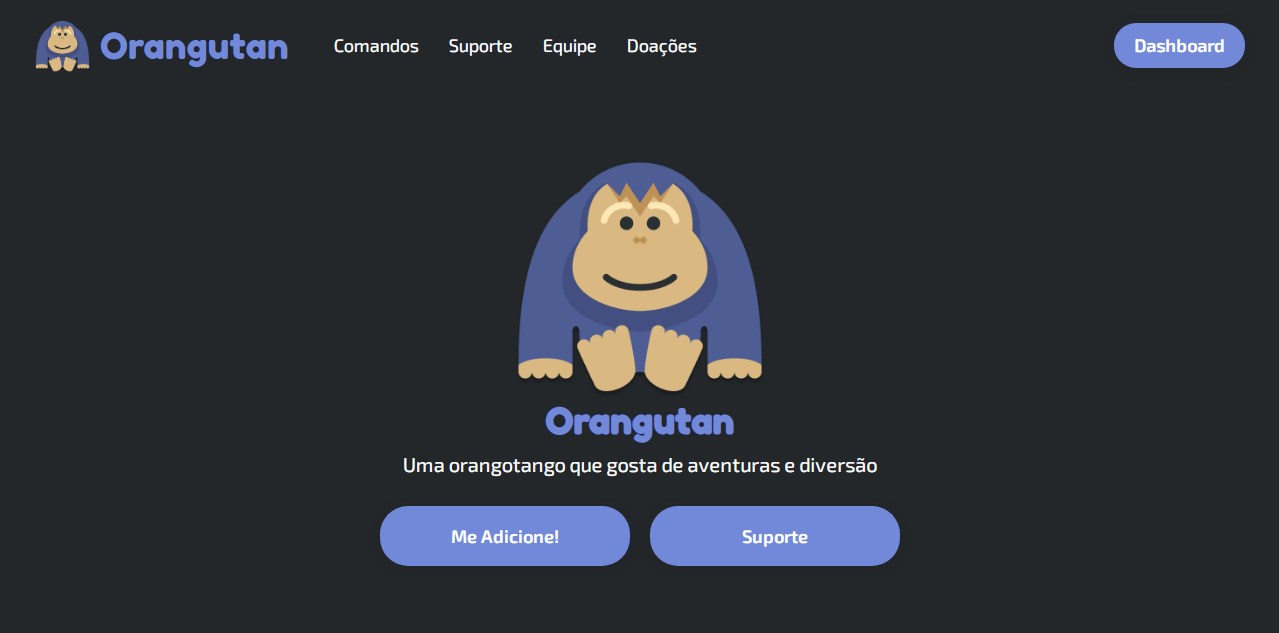 Orangutan
Comandos
Suporte
Equipe
Doações
Dashboard
Orangutan
Uma orangotango que gosta de aventuras e diversão
Me Adicione!
Suporte